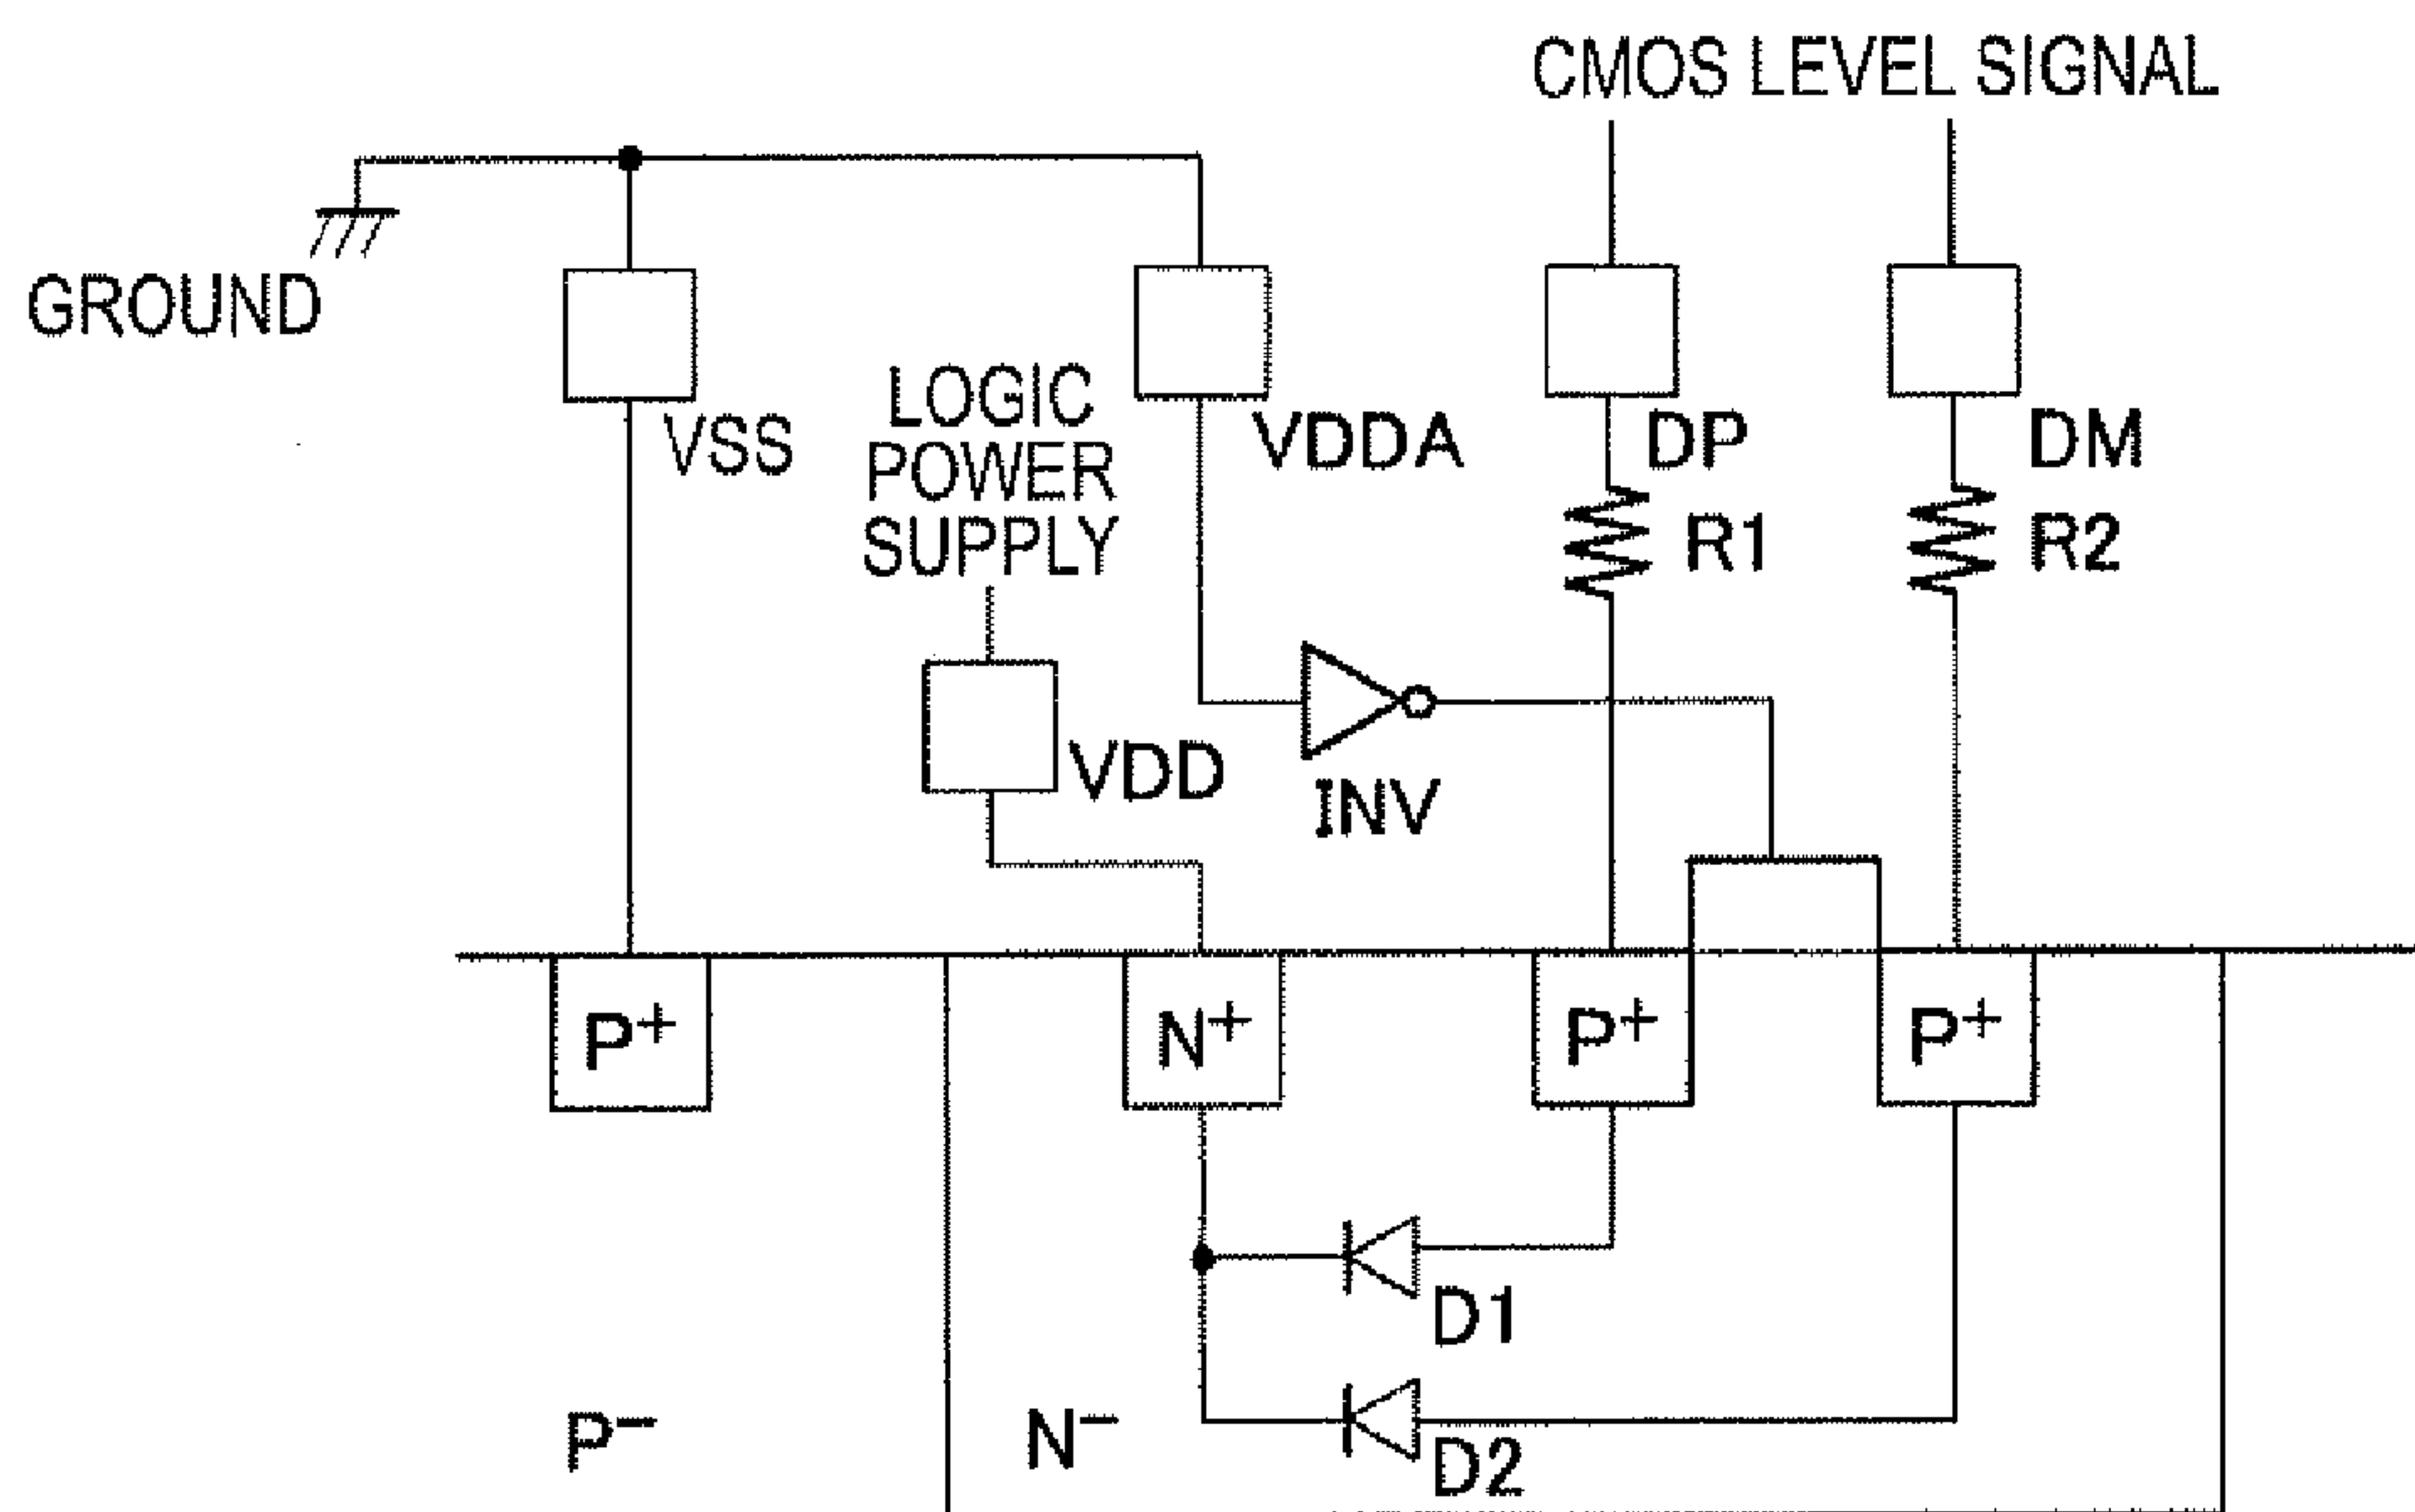 CMOS LEVEL SIGNAL
GROUND
VSS
LOGIC
POWER
SUPPLY
VDDA
DP
DM
R1
R2
VDD
INV
P+
N+
P+
P+
D1
D2
P−
N−